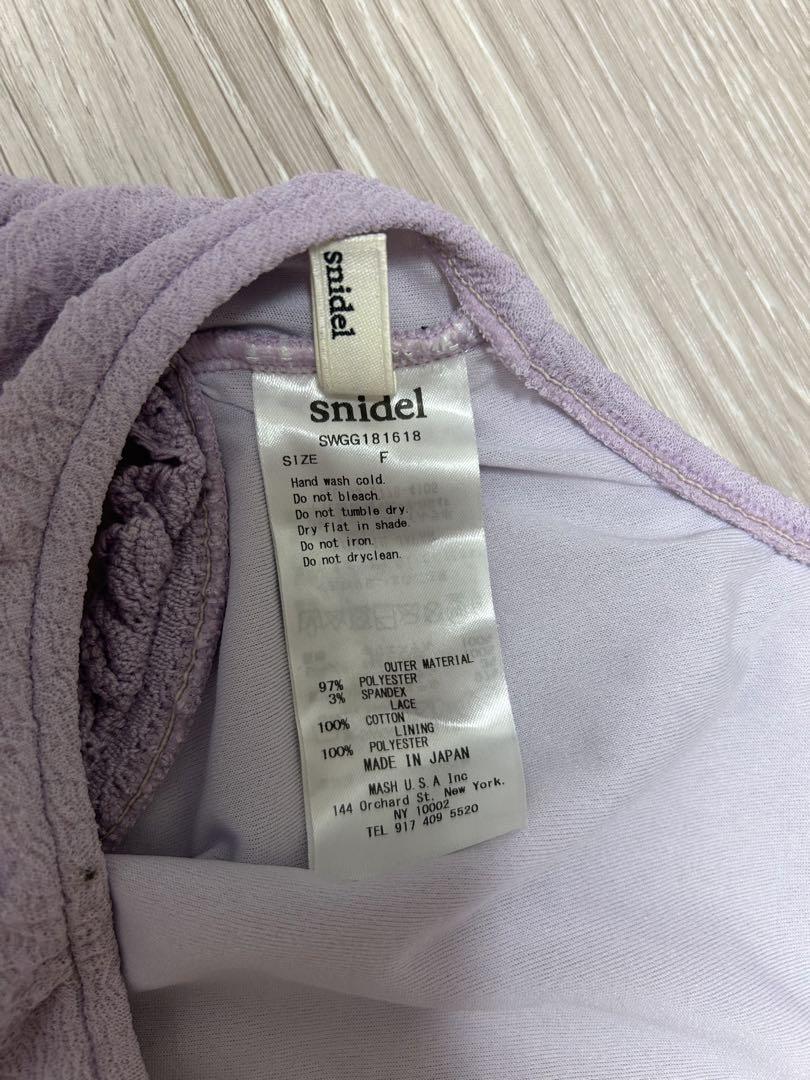 snidel
snidel
SWGG181618
SIZE F
Hand wash cold.
Do not bleach.
Do not tumble dry.
Dry flat in shade.
Do not iron.
Do not dryclean.
OUTER MATERIAL
97% POLYESTER
3% SPANDEX
LACE
100% COTTON
LINING
100% POLYESTER
MADE IN JAPAN
MASH U.S.A Inc
144 Orchard St, New York.
NY 10002
TEL 917 409 5520